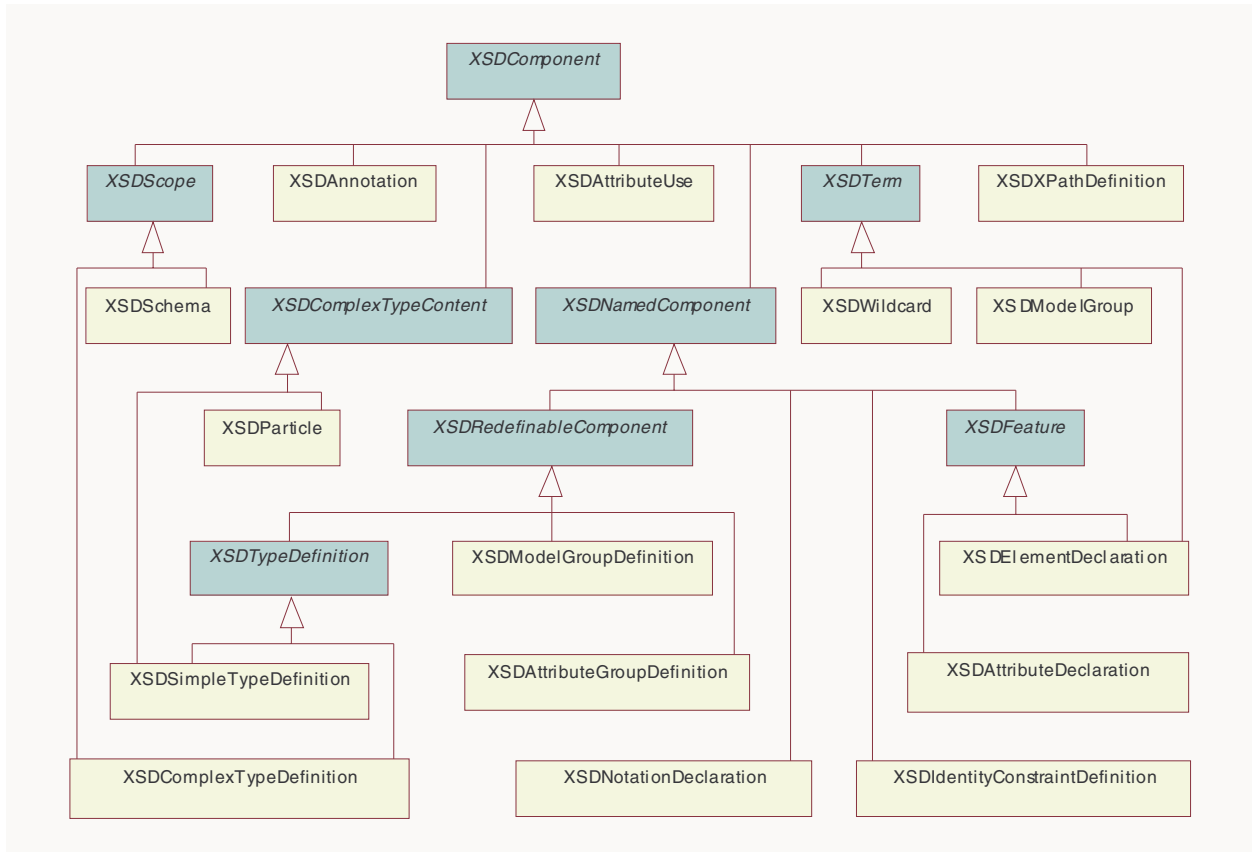 XSDComponent
XSDScope
XSDAnnotation
XSDAttributeUse
XSDTerm
XSDXPathDefinition
XSDSchema
XSDComplexTypeContent
XSDNamedComponent
XSDWildcard
XSDModelGroup
XSDParticle
XSDRedefinableComponent
XSDFeature
XSDTypeDefinition
XSDModelGroupDefinition
XSDElementDeclaration
XSDSimpleTypeDefinition
XSDAttributeGroupDefinition
XSDAttributeDeclaration
XSDComplexTypeDefinition
XSDNotationDeclaration
XSDIdentityConstraintDefinition